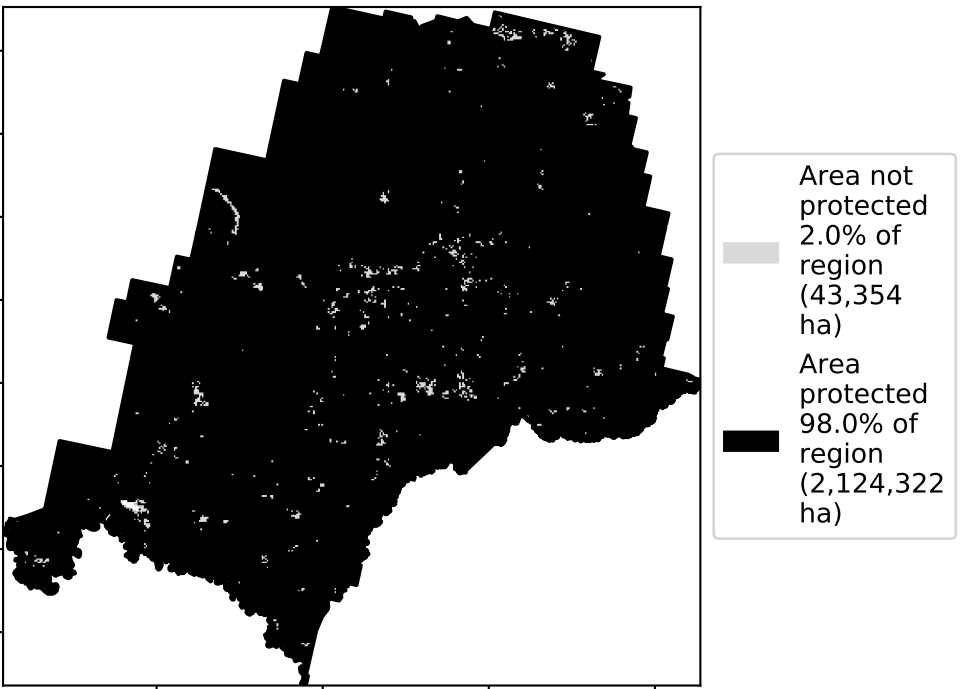 Area not
protected
2.0% of
region
(43,354
ha)
Area
protected
98.0% of
region
(2,124,322
ha)